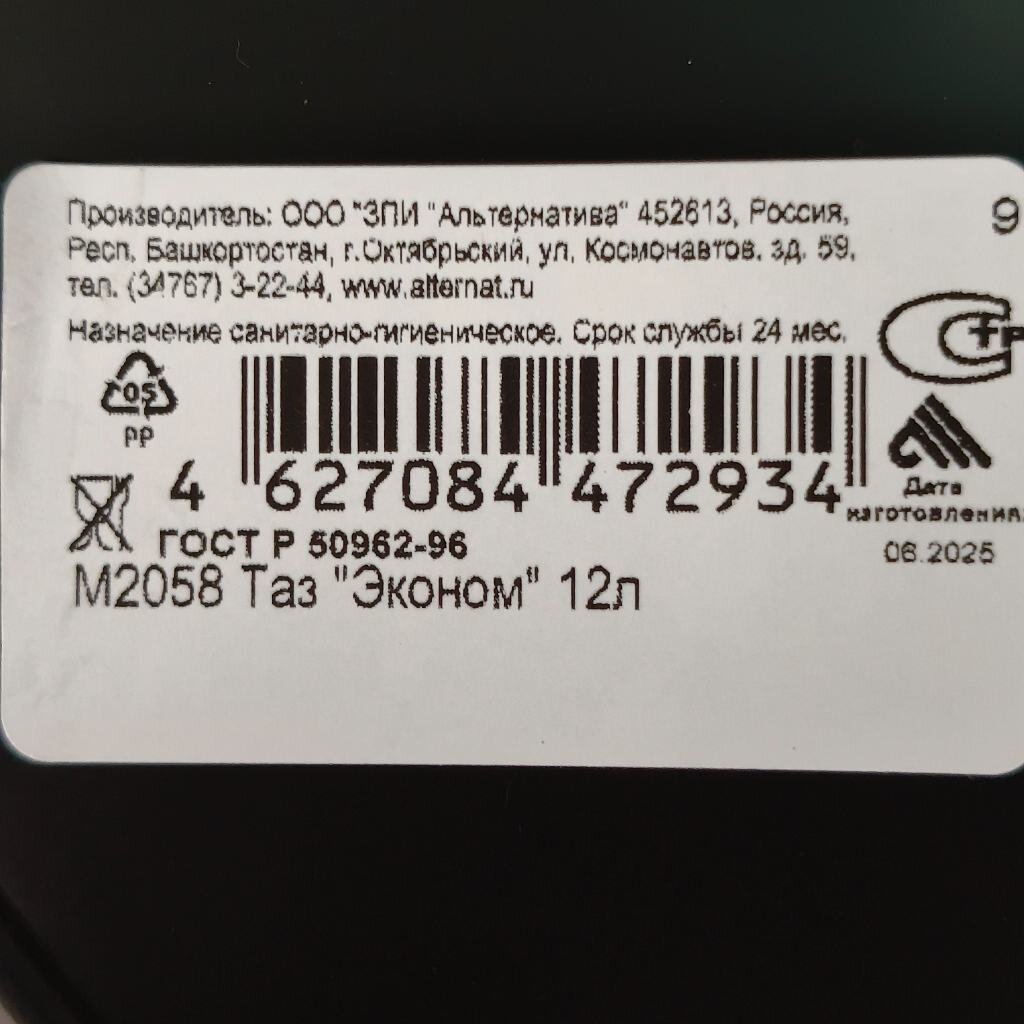 Производитель: ООО "ЗПИ "Альтернатива" 452613, Россия,
Респ. Башкортостан, г.Октябрьский, ул. Космонавтов. зд. 59,
тел. (34767) 3-22-44, www.alternat.ru
9
Назначение санитарно-гигиеническое. Срок службы 24 мес.
05
PP
4 627084 472934
Дата
изготовления
06.2025
ГОСТ Р 50962-96
М2058 Таз "Эконом" 12л